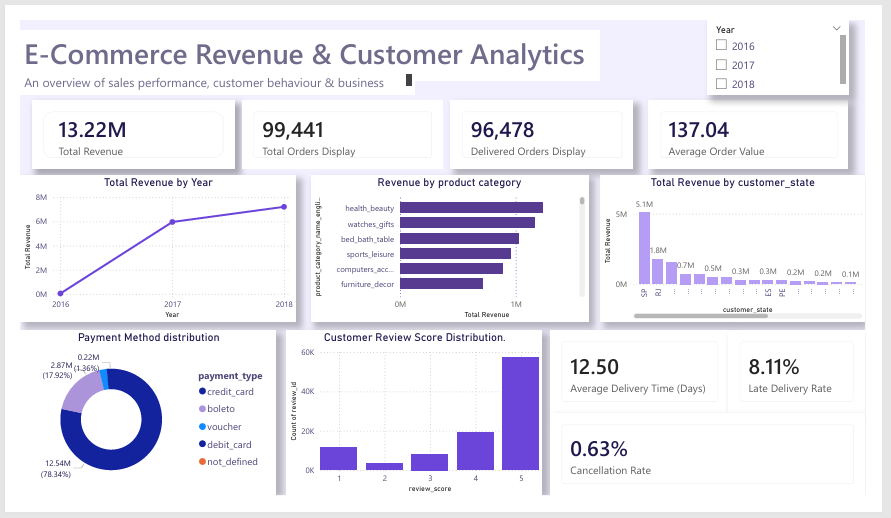 E-Commerce Revenue & Customer Analytics
An overview of sales performance, customer behaviour & business
Year
2016
2017
2018
13.22M
Total Revenue
99,441
Total Orders Display
96,478
Delivered Orders Display
137.04
Average Order Value
Total Revenue by Year
Total Revenue
8M
6M
4M
2M
0M
2016 2017 2018
Year
Revenue by product category
product_category_name_engli...
health_beauty
watches_gifts
bed_bath_table
sports_leisure
computers_acc...
furniture_decor
0M 1M
Total Revenue
Total Revenue by customer_state
Total Revenue
5M
0M
5.1M
1.8M
0.7M
0.5M
0.3M
0.3M
0.2M
0.2M
0.1M
SP RJ ... ... ... ... ... ... ... ES PE ... ... ... ... ...
customer_state
Payment Method distribution
0.22M
(1.36%)
2.87M
(17.92%)
12.54M
(78.34%)
payment_type
credit_card
boleto
voucher
debit_card
not_defined
Customer Review Score Distribution.
Count of review_id
60K
40K
20K
0K
1 2 3 4 5
review_score
12.50
Average Delivery Time (Days)
8.11%
Late Delivery Rate
0.63%
Cancellation Rate